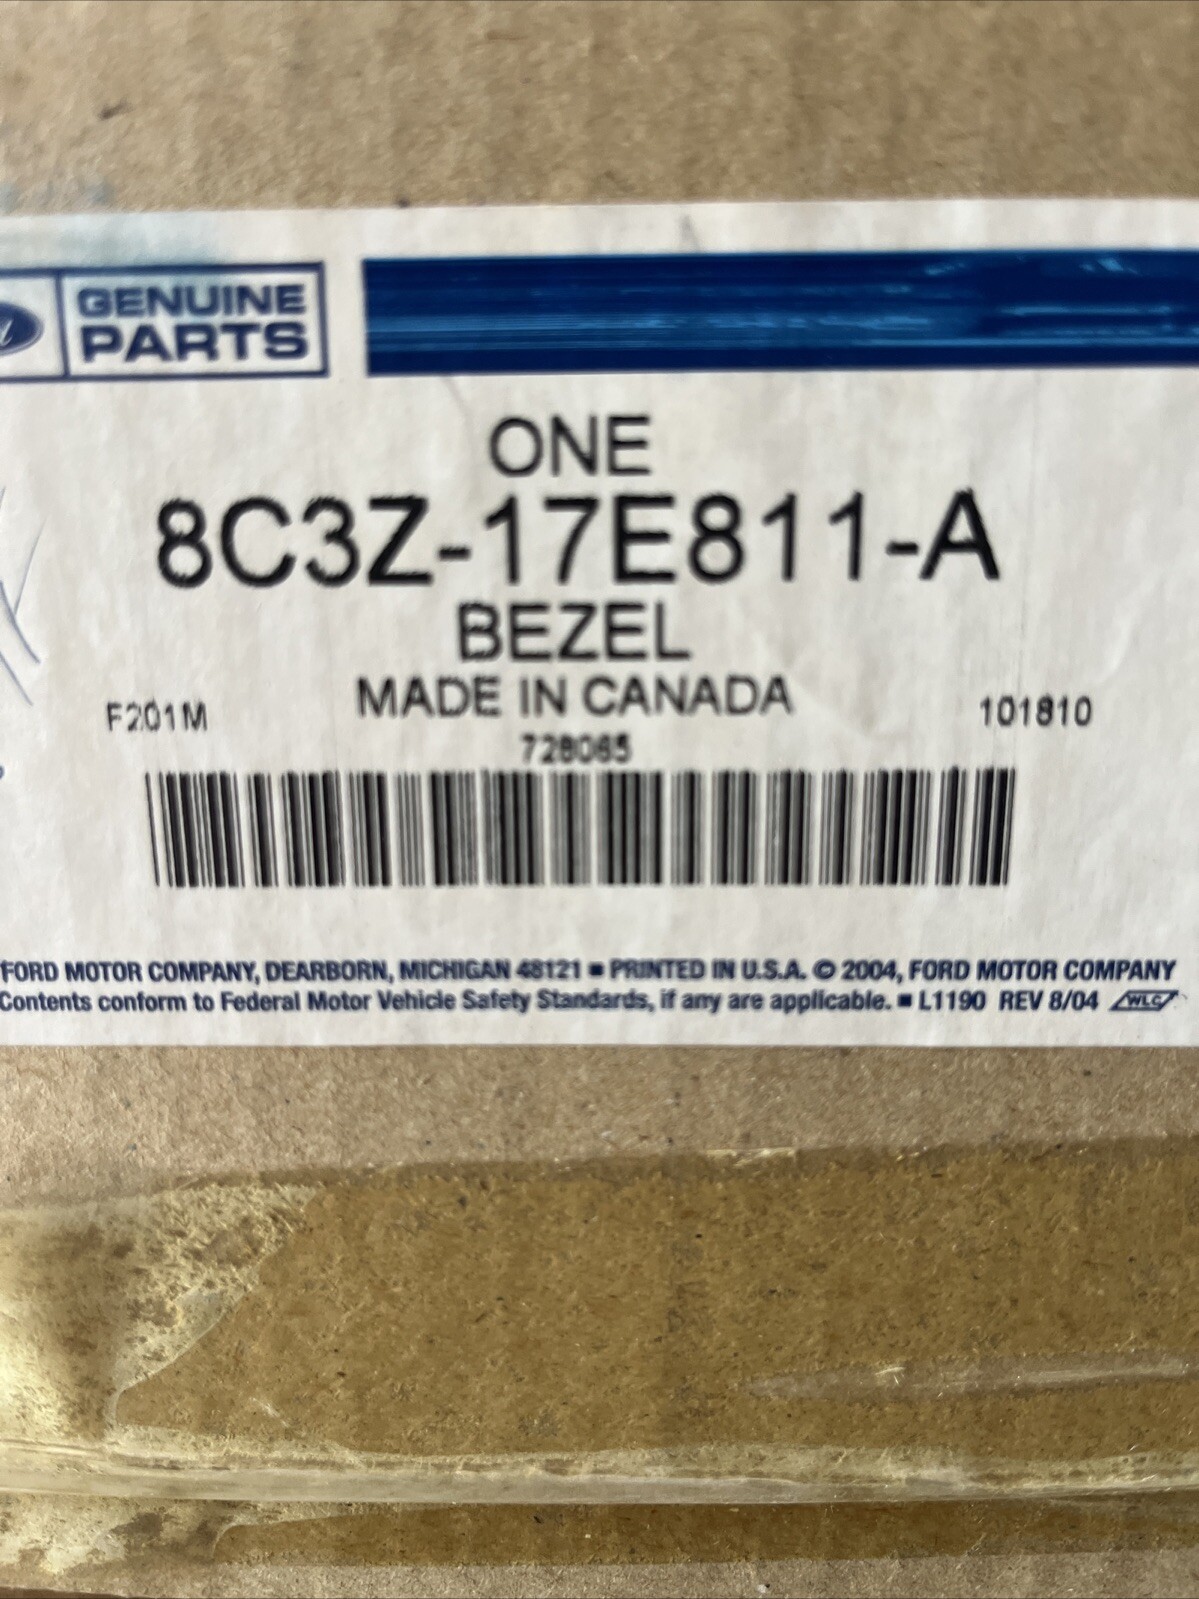 GENUINE
PARTS
ONE
8C3Z-17E811-A
BEZEL
MADE IN CANADA
F201M
101810
728065
FORD MOTOR COMPANY, DEARBORN, MICHIGAN 48121 ■ PRINTED IN U.S.A. © 2004, FORD MOTOR COMPANY
Contents conform to Federal Motor Vehicle Safety Standards, if any are applicable. ■ L1190 REV 8/04 WLC